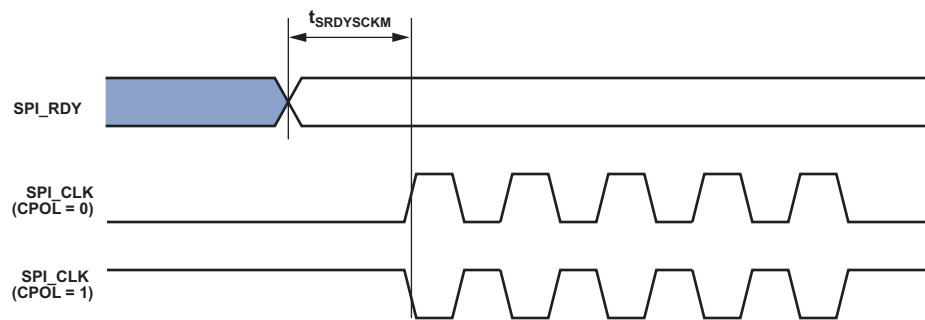 tSRDYSCKM
SPI_RDY
SPI_CLK
(CPOL = 0)
SPI_CLK
(CPOL = 1)